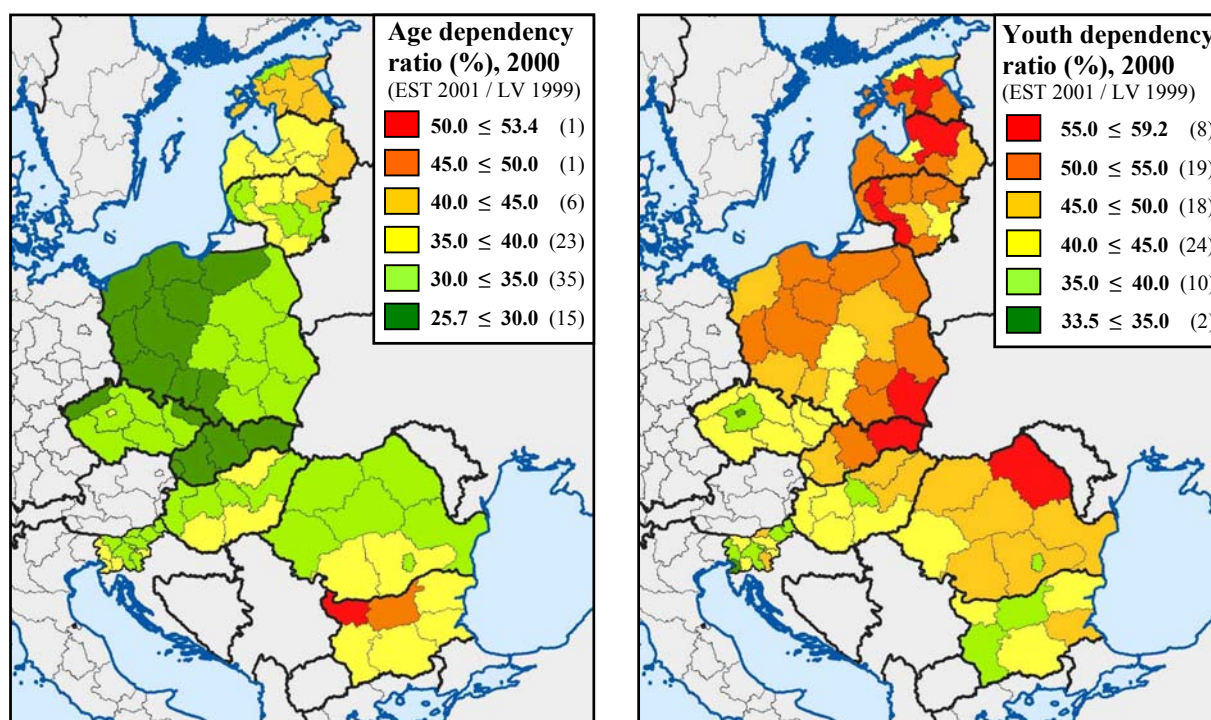 Age dependency
ratio (%), 2000
(EST 2001 / LV 1999)
50.0 ≤ 53.4 (1)
45.0 ≤ 50.0 (1)
40.0 ≤ 45.0 (6)
35.0 ≤ 40.0 (23)
30.0 ≤ 35.0 (35)
25.7 ≤ 30.0 (15)
Youth dependency
ratio (%), 2000
(EST 2001 / LV 1999)
55.0 ≤ 59.2 (8)
50.0 ≤ 55.0 (19)
45.0 ≤ 50.0 (18)
40.0 ≤ 45.0 (24)
35.0 ≤ 40.0 (10)
33.5 ≤ 35.0 (2)